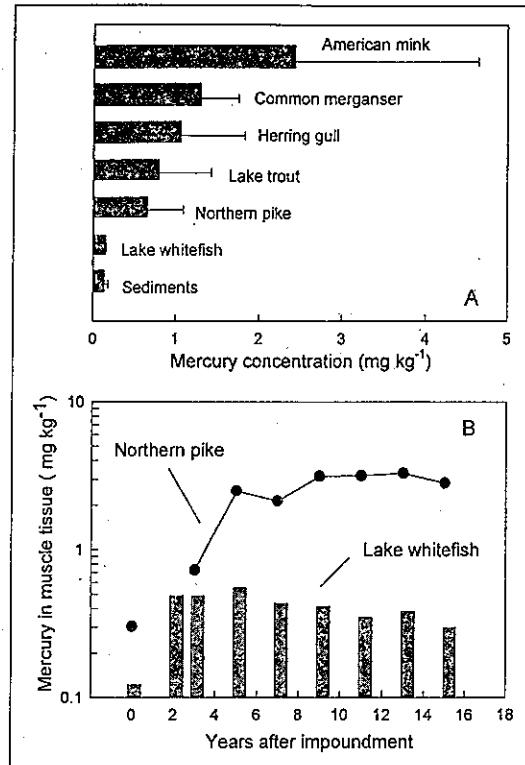 American mink
Common merganser
Herring gull
Lake trout
Northern pike
Lake whitefish
Sediments
A
0 1 2 3 4 5
Mercury concentration (mg kg⁻¹)
B
10
1
0.1
Mercury in muscle tissue ( mg kg⁻¹)
Northern pike
Lake whitefish
0 2 4 6 8 10 12 14 16 18
Years after impoundment